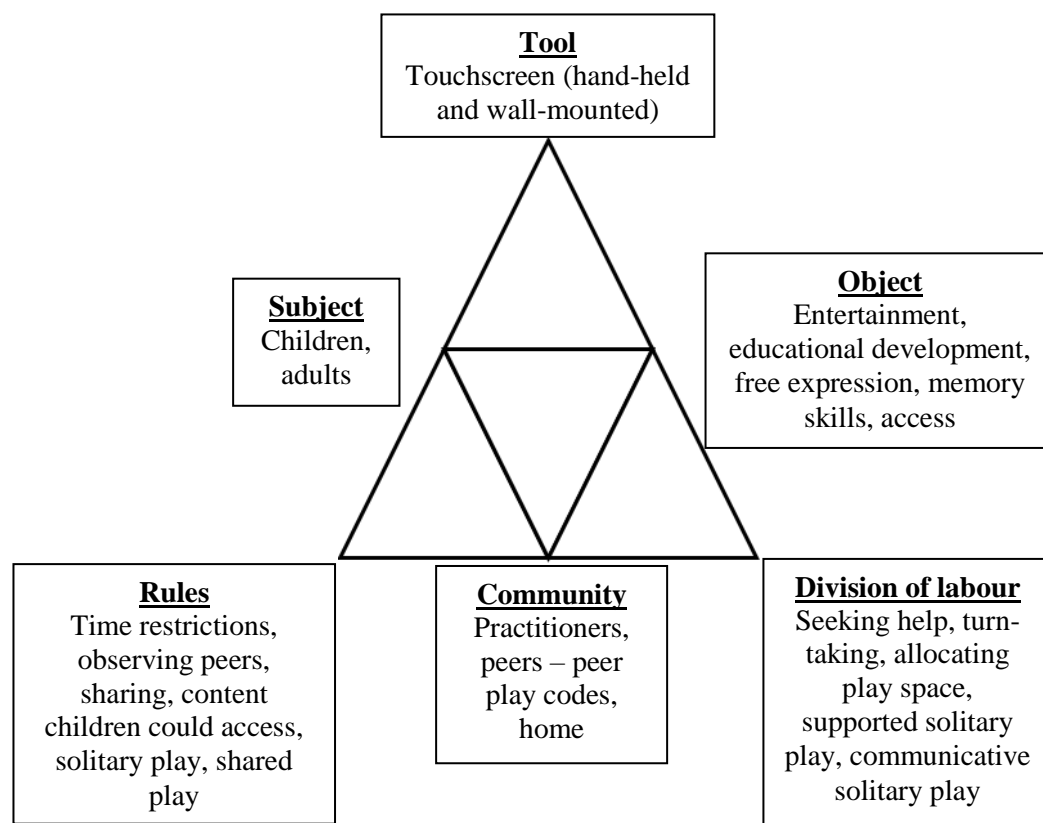 Tool
Touchscreen (hand-held
and wall-mounted)
Subject
Children,
adults
Object
Entertainment,
educational development,
free expression, memory
skills, access
Rules
Time restrictions,
observing peers,
sharing, content
children could access,
solitary play, shared
play
Community
Practitioners,
peers – peer
play codes,
home
Division of labour
Seeking help, turn-
taking, allocating
play space,
supported solitary
play, communicative
solitary play